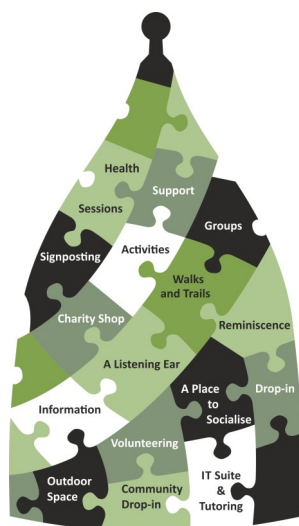 Health
Support
Sessions
Groups
Activities
Signposting
Walks
and Trails
Charity Shop
Reminiscence
A Listening Ear
A Place
to
Socialise
Drop-in
Information
Volunteering
Outdoor
Space
IT Suite
&
Tutoring
Community
Drop-in